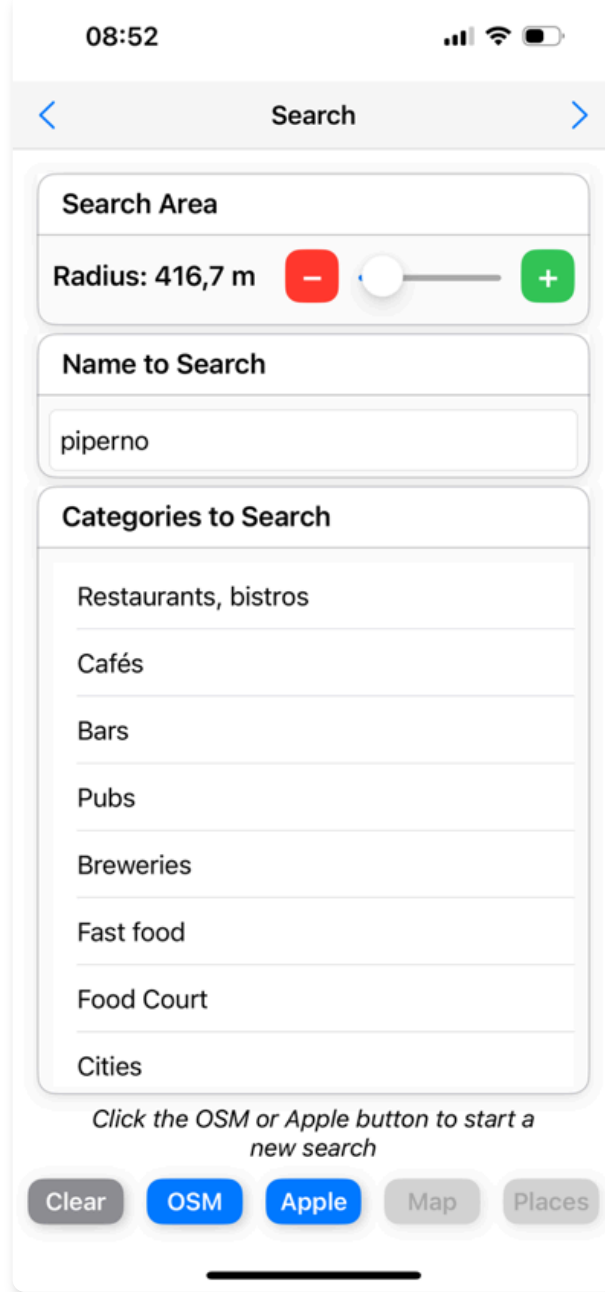 08:52
Search
Search Area
Radius: 416,7 m
Name to Search
piperno
Categories to Search
Restaurants, bistros
Cafés
Bars
Pubs
Breweries
Fast food
Food Court
Cities
Click the OSM or Apple button to start a
new search
Clear OSM Apple Map Places